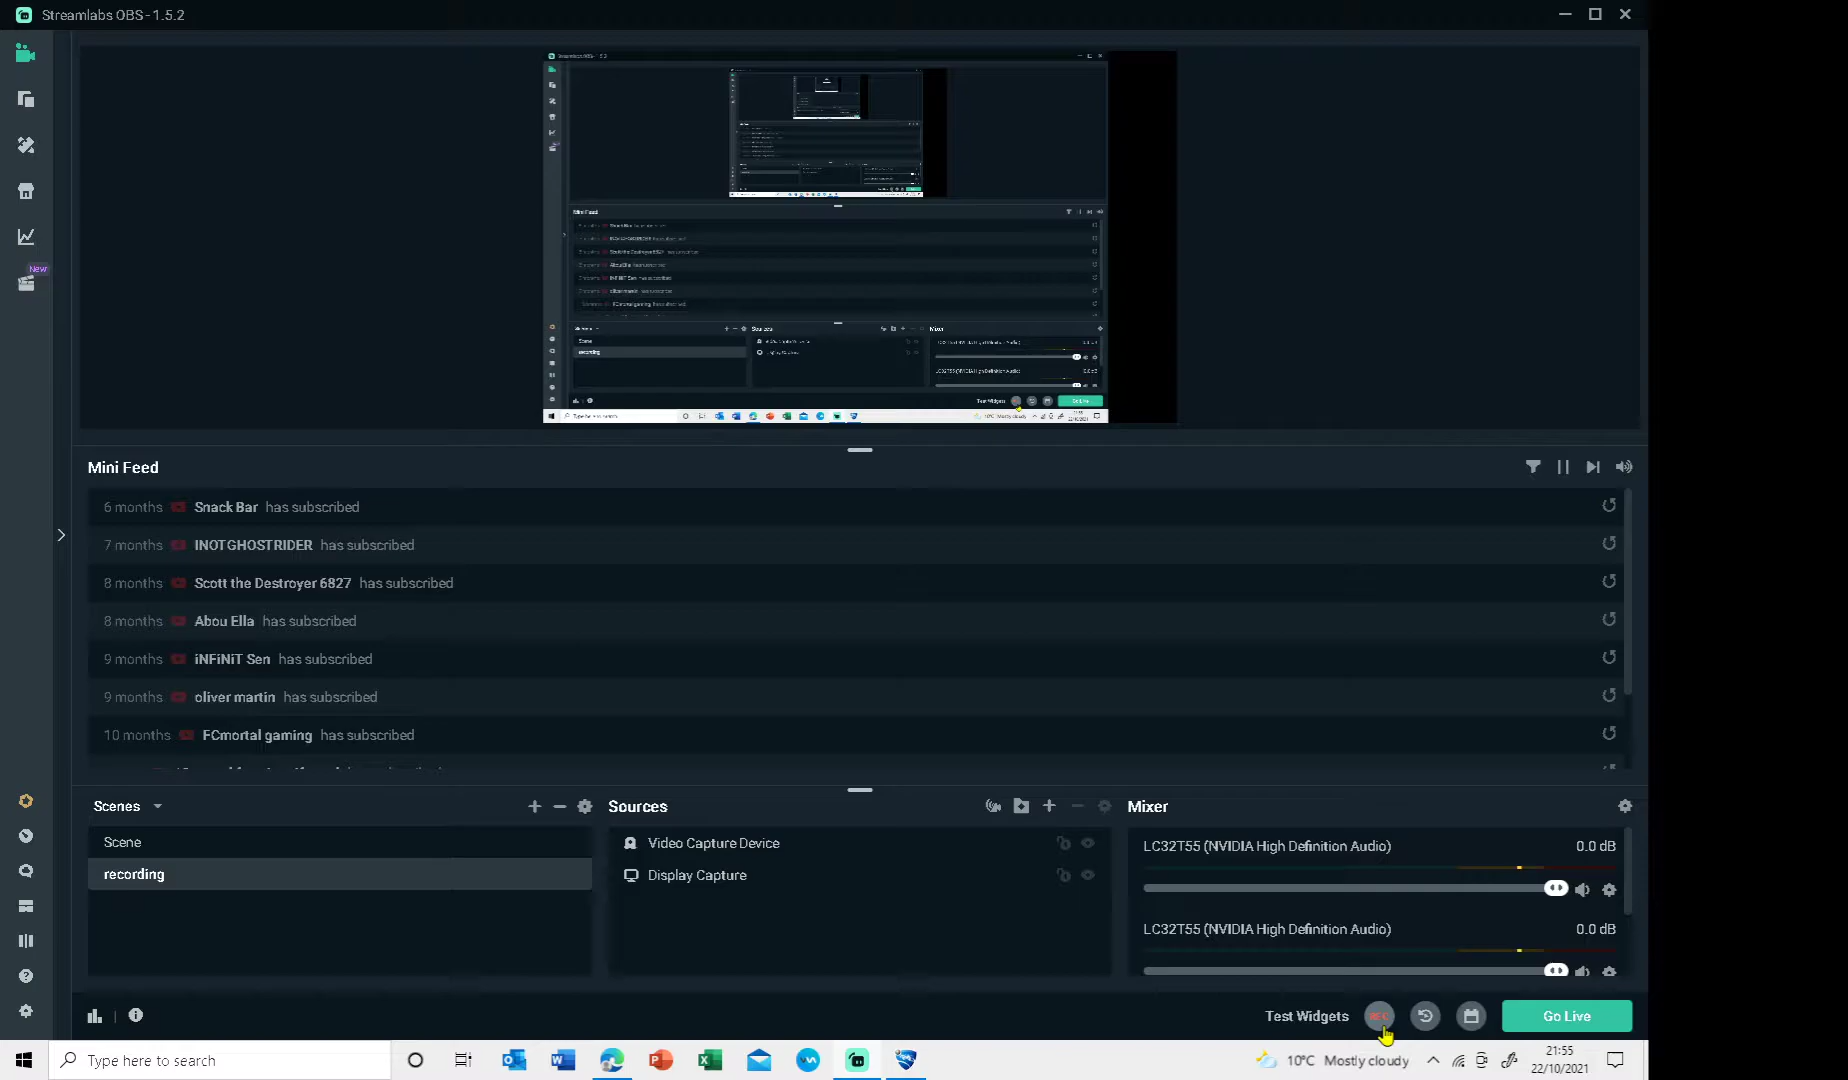 Streamlabs OBS - 1.5.2
New
Mini Feed
6 months Snack Bar has subscribed
7 months INOTGHOSTRIDER has subscribed
8 months Scott the Destroyer 6827 has subscribed
8 months Abou Ella has subscribed
9 months iNFiNiT Sen has subscribed
9 months oliver martin has subscribed
10 months FCmortal gaming has subscribed
Scenes
Scene
recording
Sources
Video Capture Device
Display Capture
Mixer
LC32T55 (NVIDIA High Definition Audio) 0.0 dB
LC32T55 (NVIDIA High Definition Audio) 0.0 dB
Test Widgets REC Go Live
Type here to search
10°C Mostly cloudy
21:55
22/10/2021